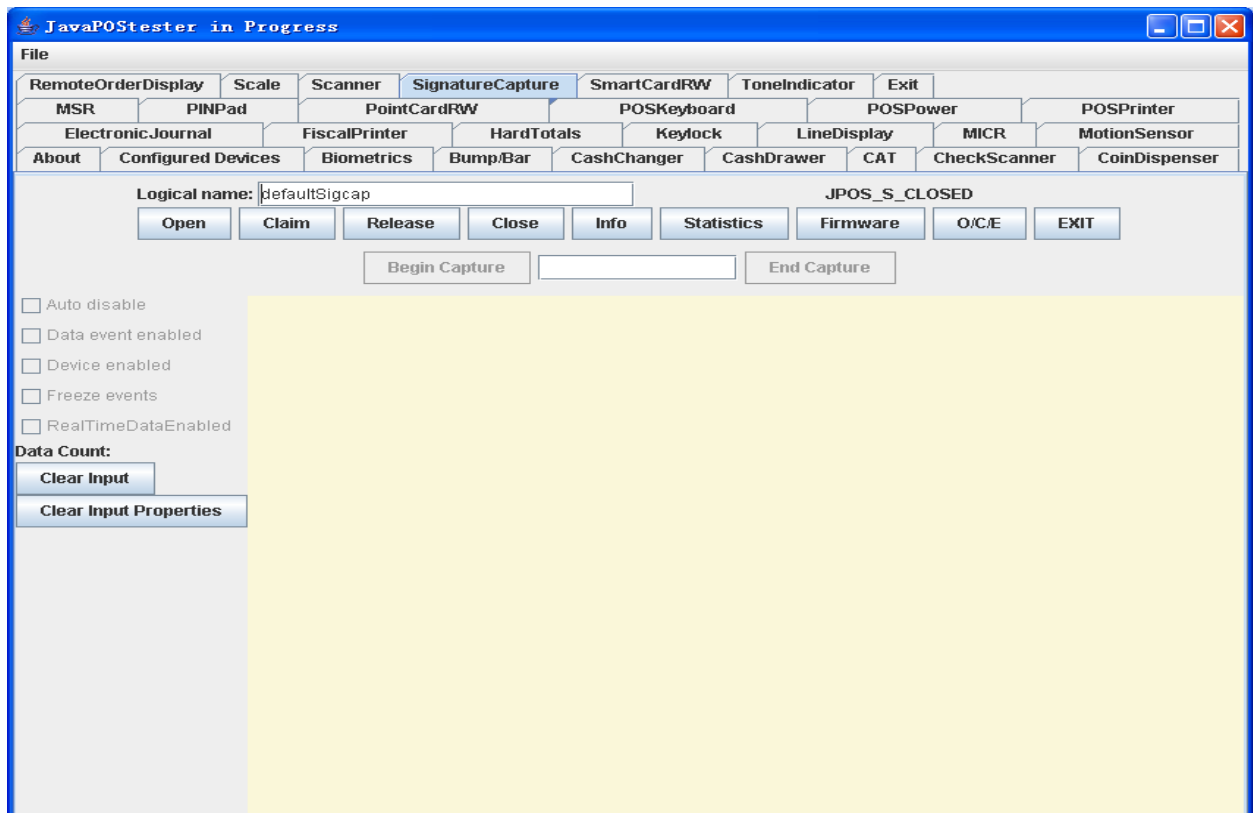 JavaPOStester in Progress
File
RemoteOrderDisplay Scale Scanner SignatureCapture SmartCardRW ToneIndicator Exit
MSR PINPad PointCardRW POSKeyboard POSPower POSPrinter
ElectronicJournal FiscalPrinter HardTotals Keylock LineDisplay MICR MotionSensor
About Configured Devices Biometrics Bump/Bar CashChanger CashDrawer CAT CheckScanner CoinDispenser
Logical name: defaultSigcap JPOS_S_CLOSED
Open Claim Release Close Info Statistics Firmware O/C/E EXIT
Begin Capture End Capture
Auto disable
Data event enabled
Device enabled
Freeze events
RealTimeDataEnabled
Data Count:
Clear Input
Clear Input Properties